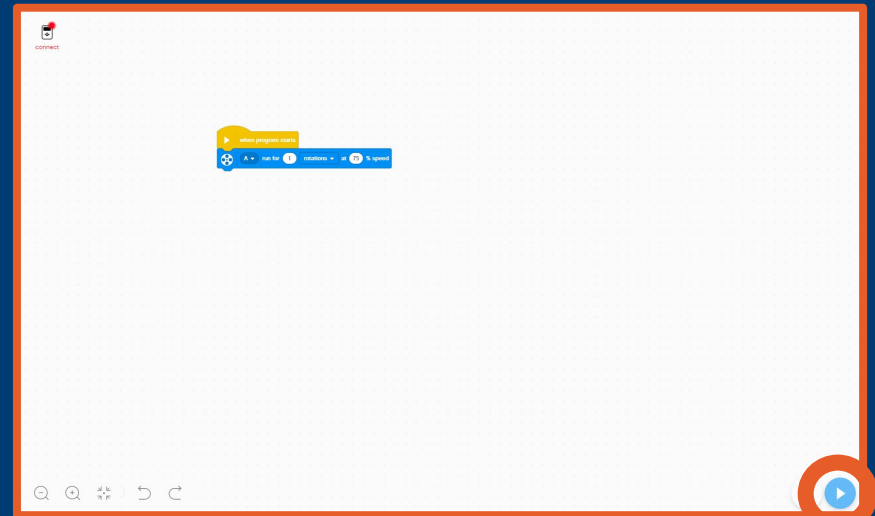 connect
when program starts
A run for 1 rotations at 75 % speed